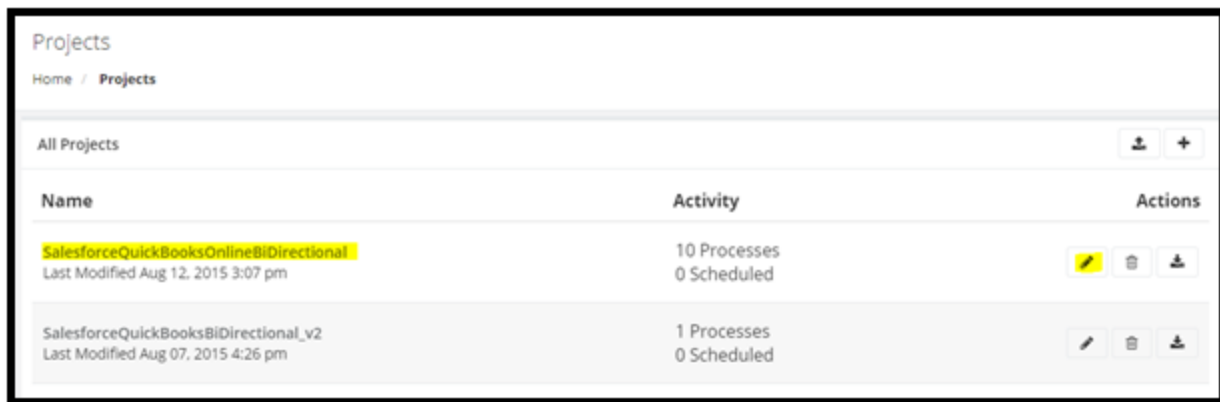 Projects
Home / Projects
All Projects
Name Activity Actions
SalesforceQuickBooksOnlineBiDirectional 10 Processes
Last Modified Aug 12, 2015 3:07 pm 0 Scheduled
SalesforceQuickBooksBiDirectional_v2 1 Processes
Last Modified Aug 07, 2015 4:26 pm 0 Scheduled